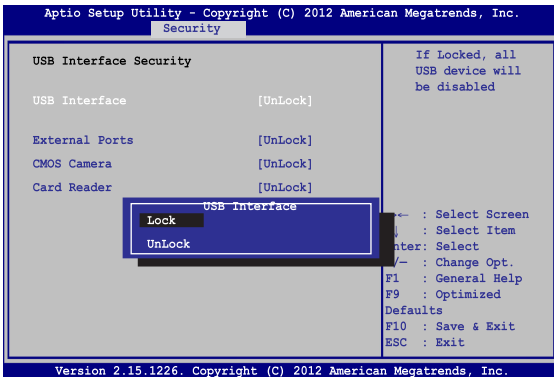 Aptio Setup Utility - Copyright (C) 2012 American Megatrends, Inc.
Security
USB Interface Security
USB Interface [UnLock]
External Ports [UnLock]
CMOS Camera [UnLock]
Card Reader [UnLock]
USB Interface
Lock
UnLock
If Locked, all
USB device will
be disabled
: Select Screen
: Select Item
: Select
: Change Opt.
F1 : General Help
F9 : Optimized
Defaults
F10 : Save & Exit
ESC : Exit
Version 2.15.1226. Copyright (C) 2012 American Megatrends, Inc.